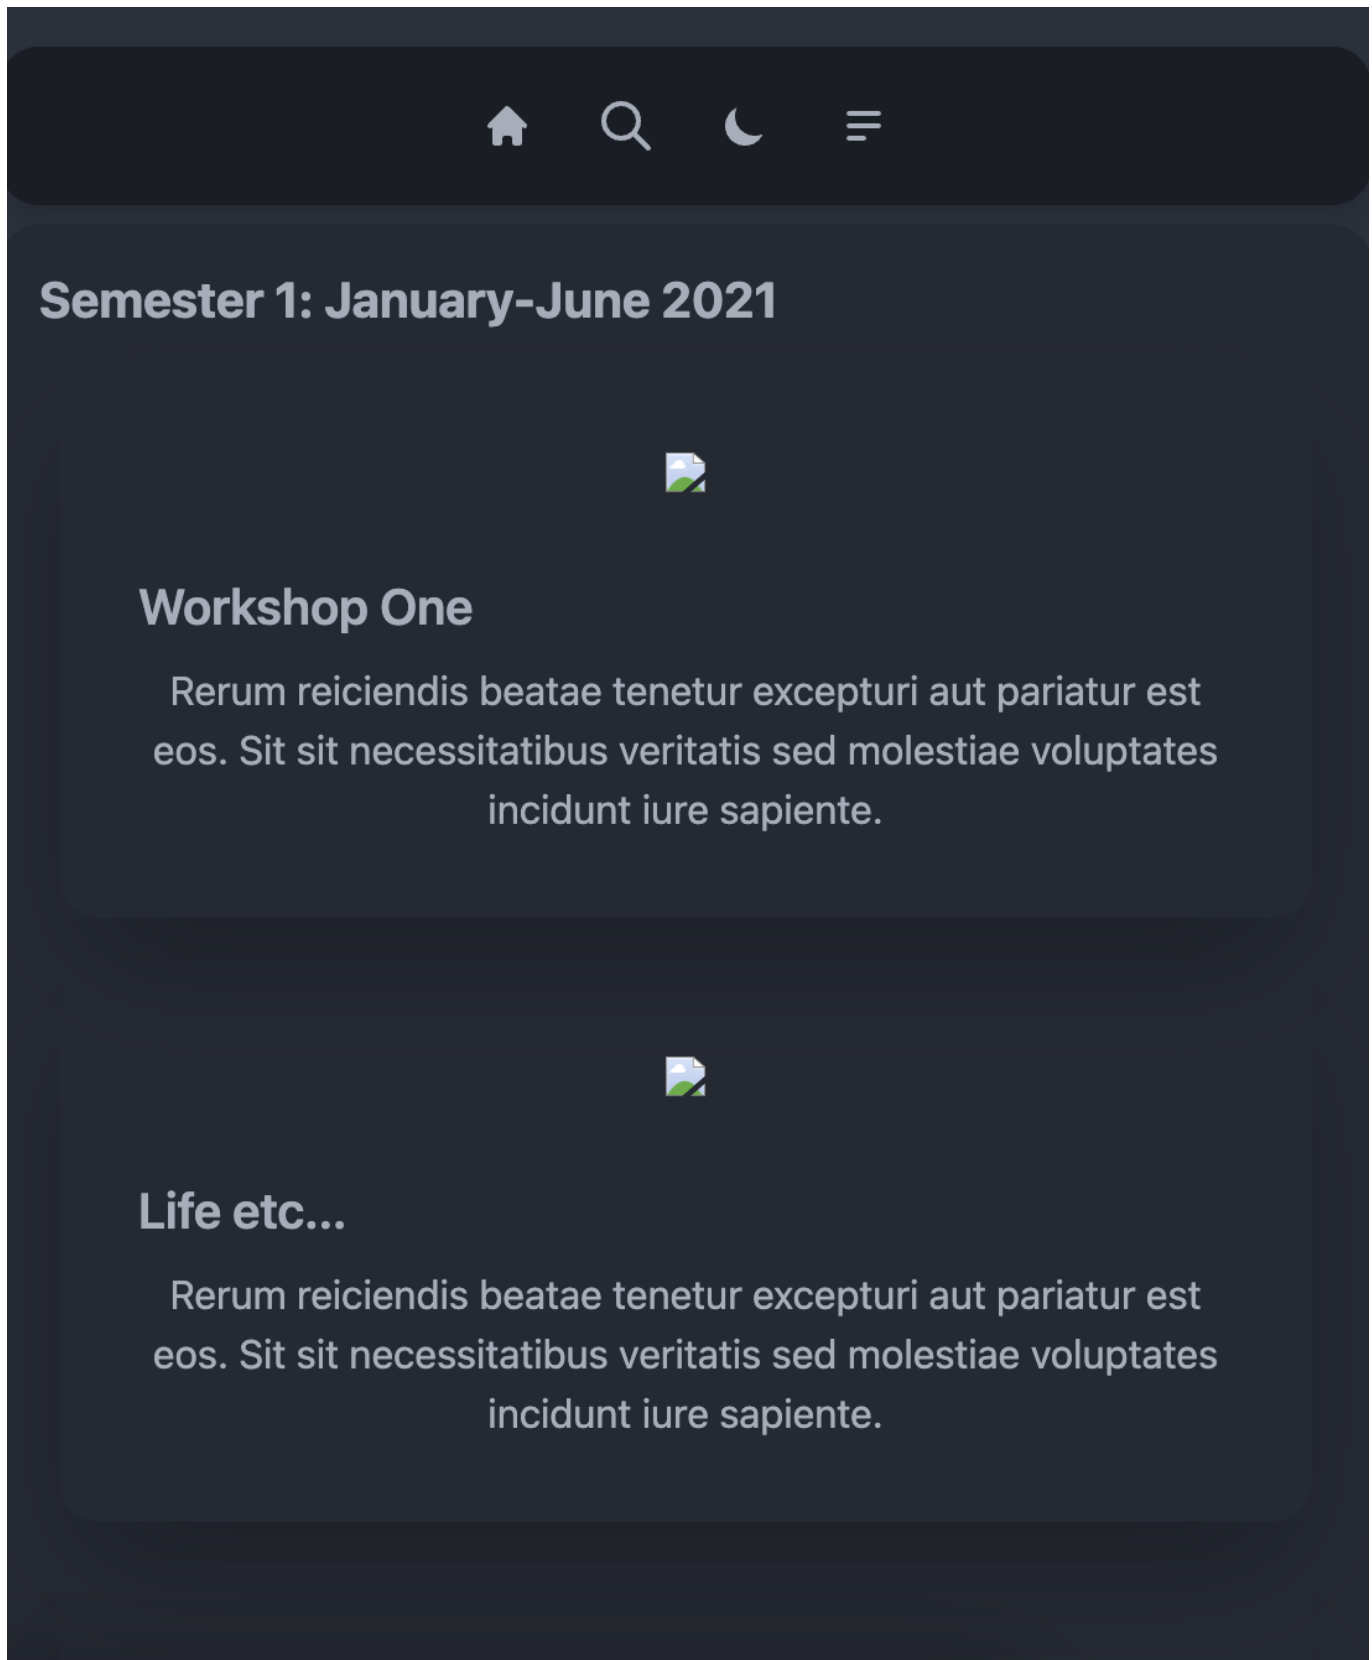 Semester 1: January-June 2021
Workshop One
Rerum reiciendis beatae tenetur excepturi aut pariatur est
eos. Sit sit necessitatibus veritatis sed molestiae voluptates
incidunt iure sapiente.
Life etc...
Rerum reiciendis beatae tenetur excepturi aut pariatur est
eos. Sit sit necessitatibus veritatis sed molestiae voluptates
incidunt iure sapiente.